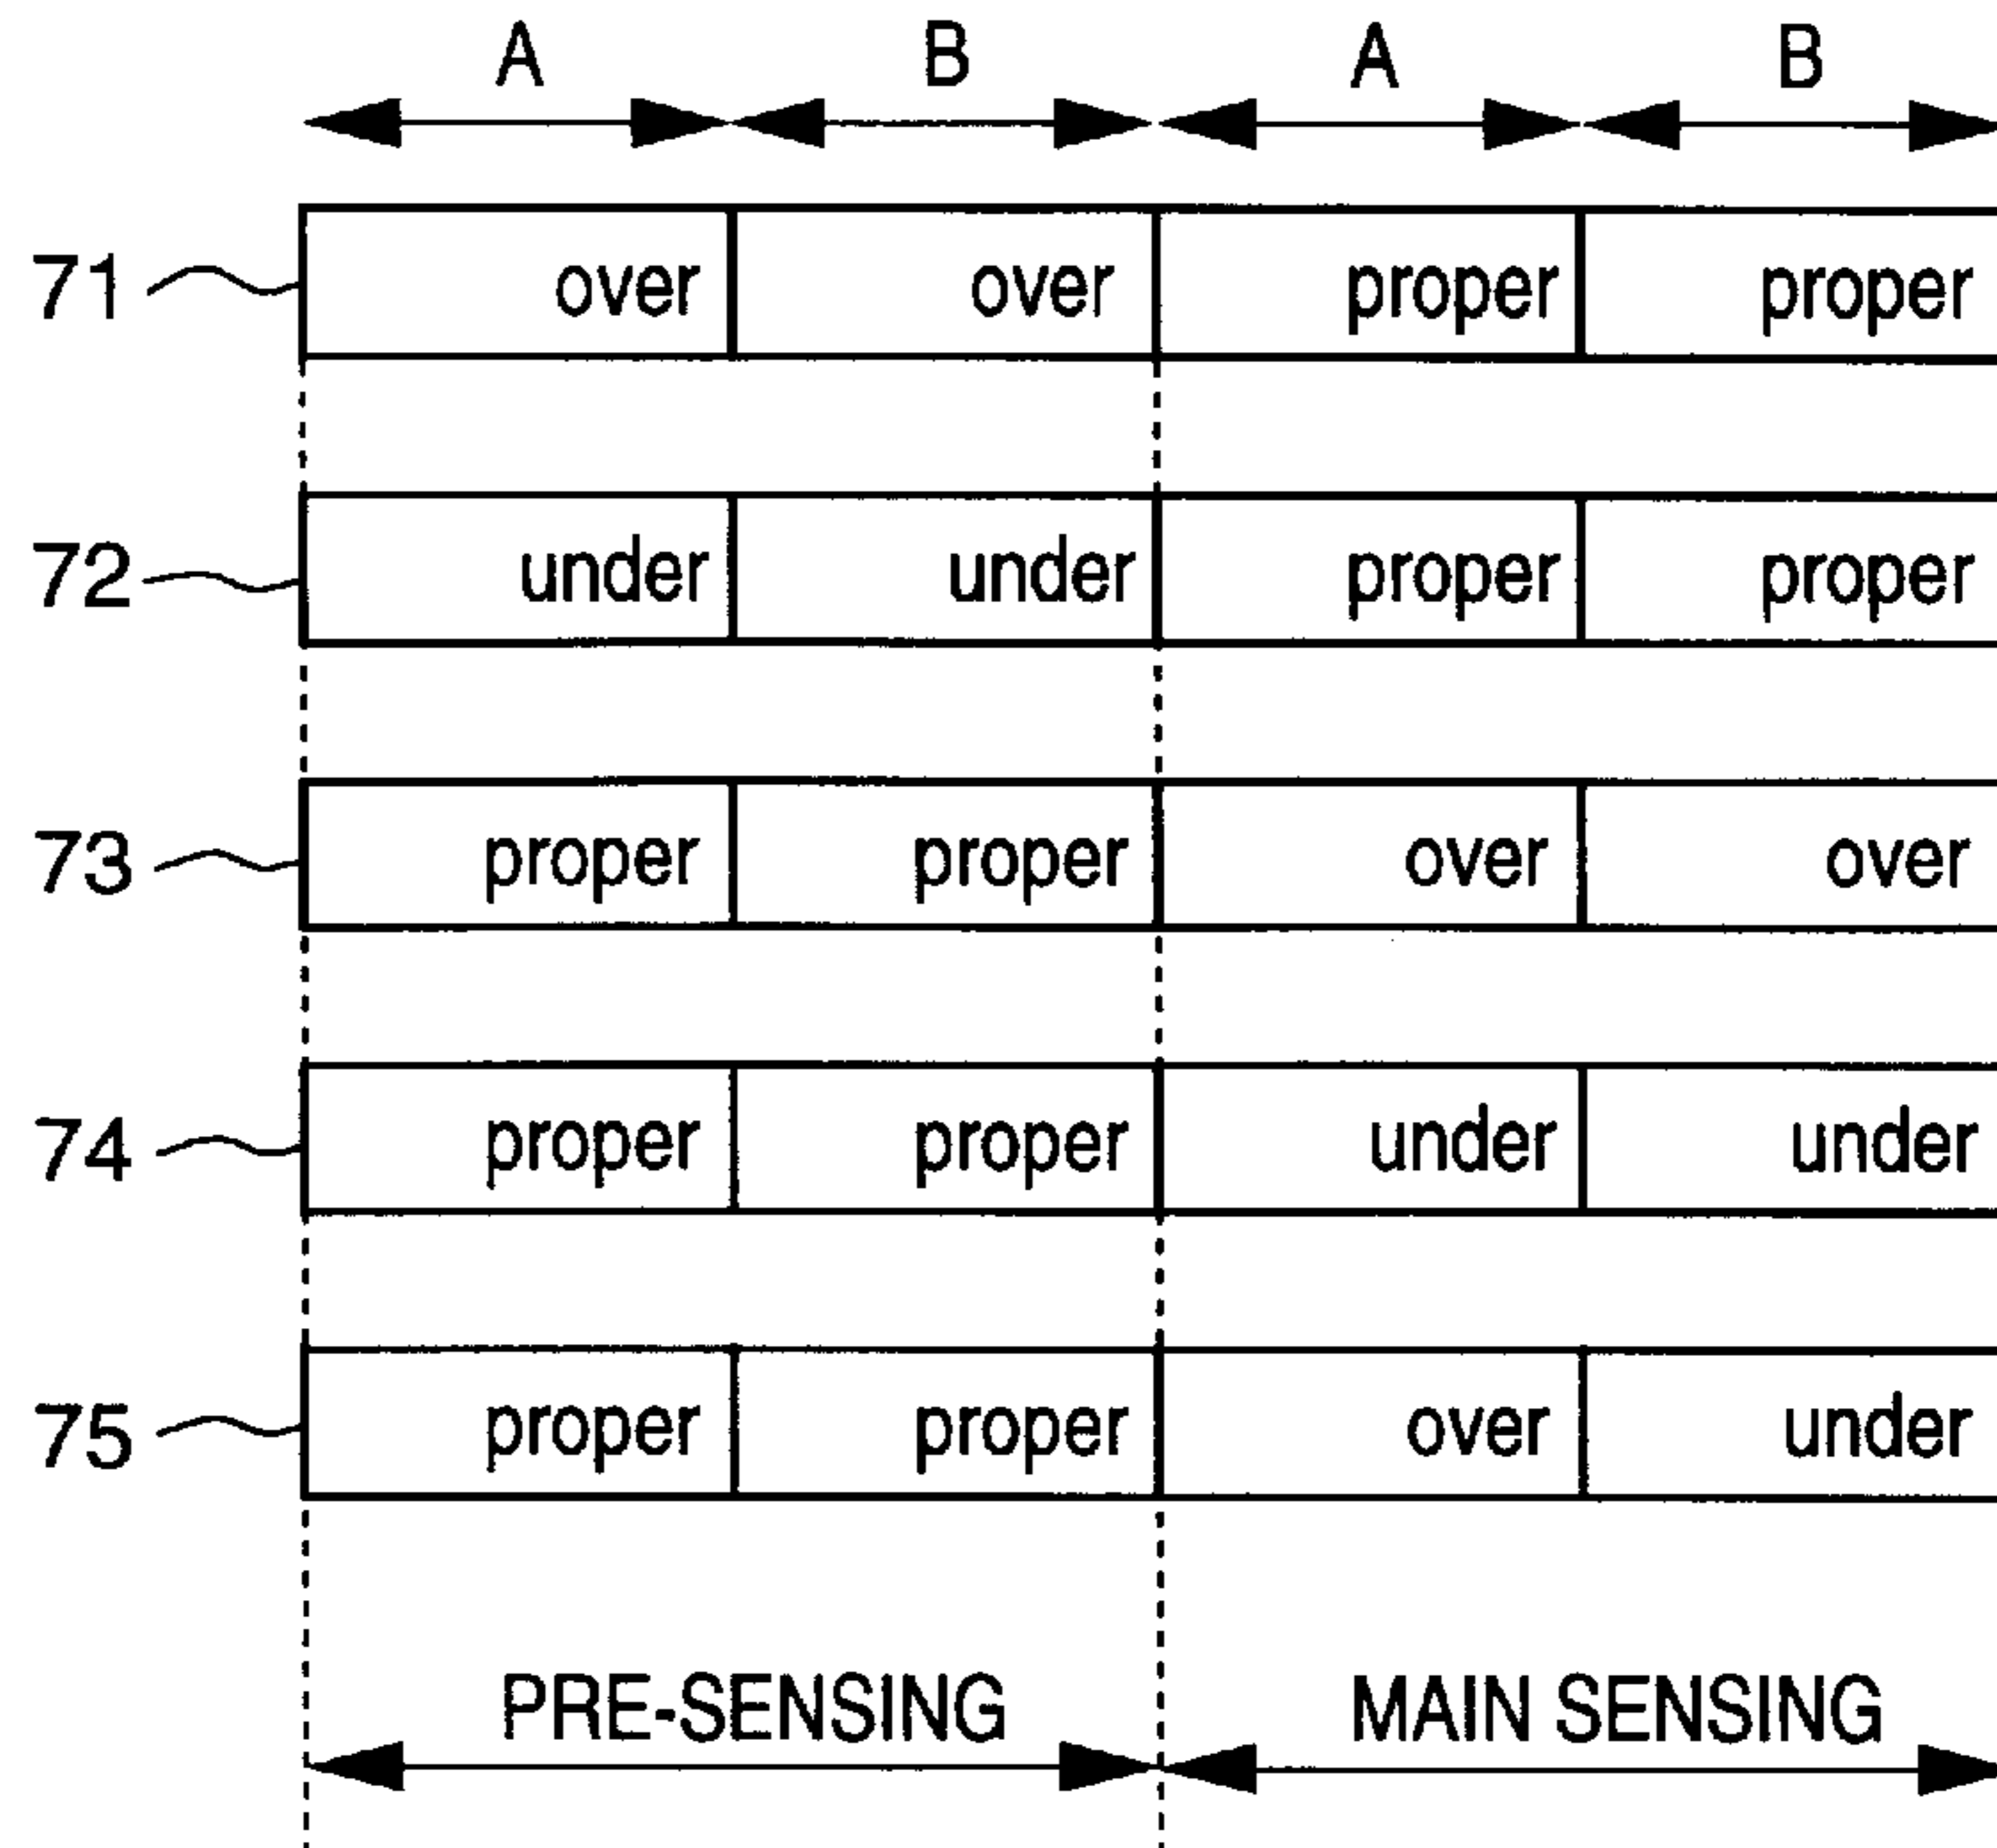 A B A B
71 over over proper proper
72 under under proper proper
73 proper proper over over
74 proper proper under under
75 proper proper over under
PRE-SENSING MAIN SENSING